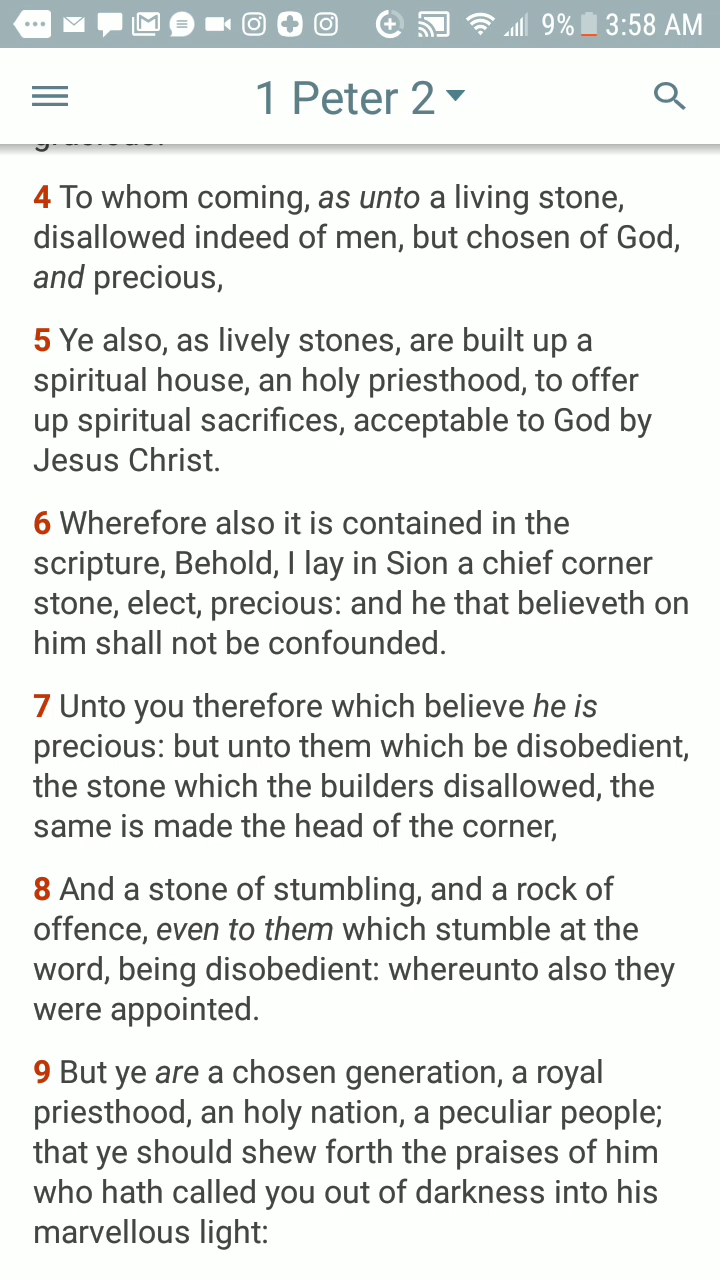 9% 3:58 AM
1 Peter 2
gracious.
4 To whom coming, as unto a living stone,
disallowed indeed of men, but chosen of God,
and precious,
5 Ye also, as lively stones, are built up a
spiritual house, an holy priesthood, to offer
up spiritual sacrifices, acceptable to God by
Jesus Christ.
6 Wherefore also it is contained in the
scripture, Behold, I lay in Sion a chief corner
stone, elect, precious: and he that believeth on
him shall not be confounded.
7 Unto you therefore which believe he is
precious: but unto them which be disobedient,
the stone which the builders disallowed, the
same is made the head of the corner,
8 And a stone of stumbling, and a rock of
offence, even to them which stumble at the
word, being disobedient: whereunto also they
were appointed.
9 But ye are a chosen generation, a royal
priesthood, an holy nation, a peculiar people;
that ye should shew forth the praises of him
who hath called you out of darkness into his
marvellous light: